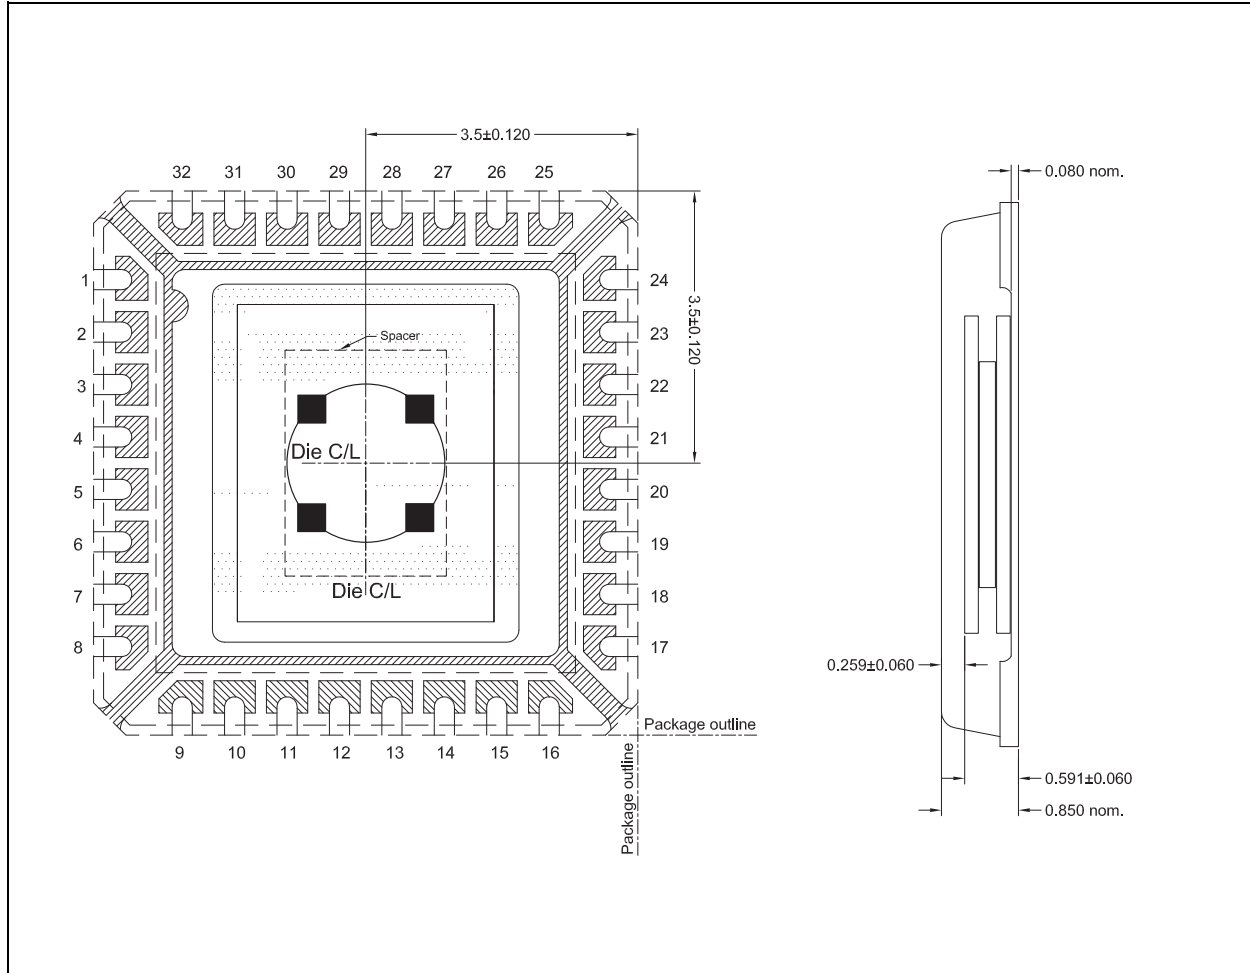 3.5±0.120
32 31 30 29 28 27 26 25
0.080 nom.
1
2
3
4
5
6
7
8
24
23
22
21
20
19
18
17
3.5±0.120
Spacer
Die C/L
Die C/L
0.259±0.060
9 10 11 12 13 14 15 16
Package outline
Package outline
0.591±0.060
0.850 nom.